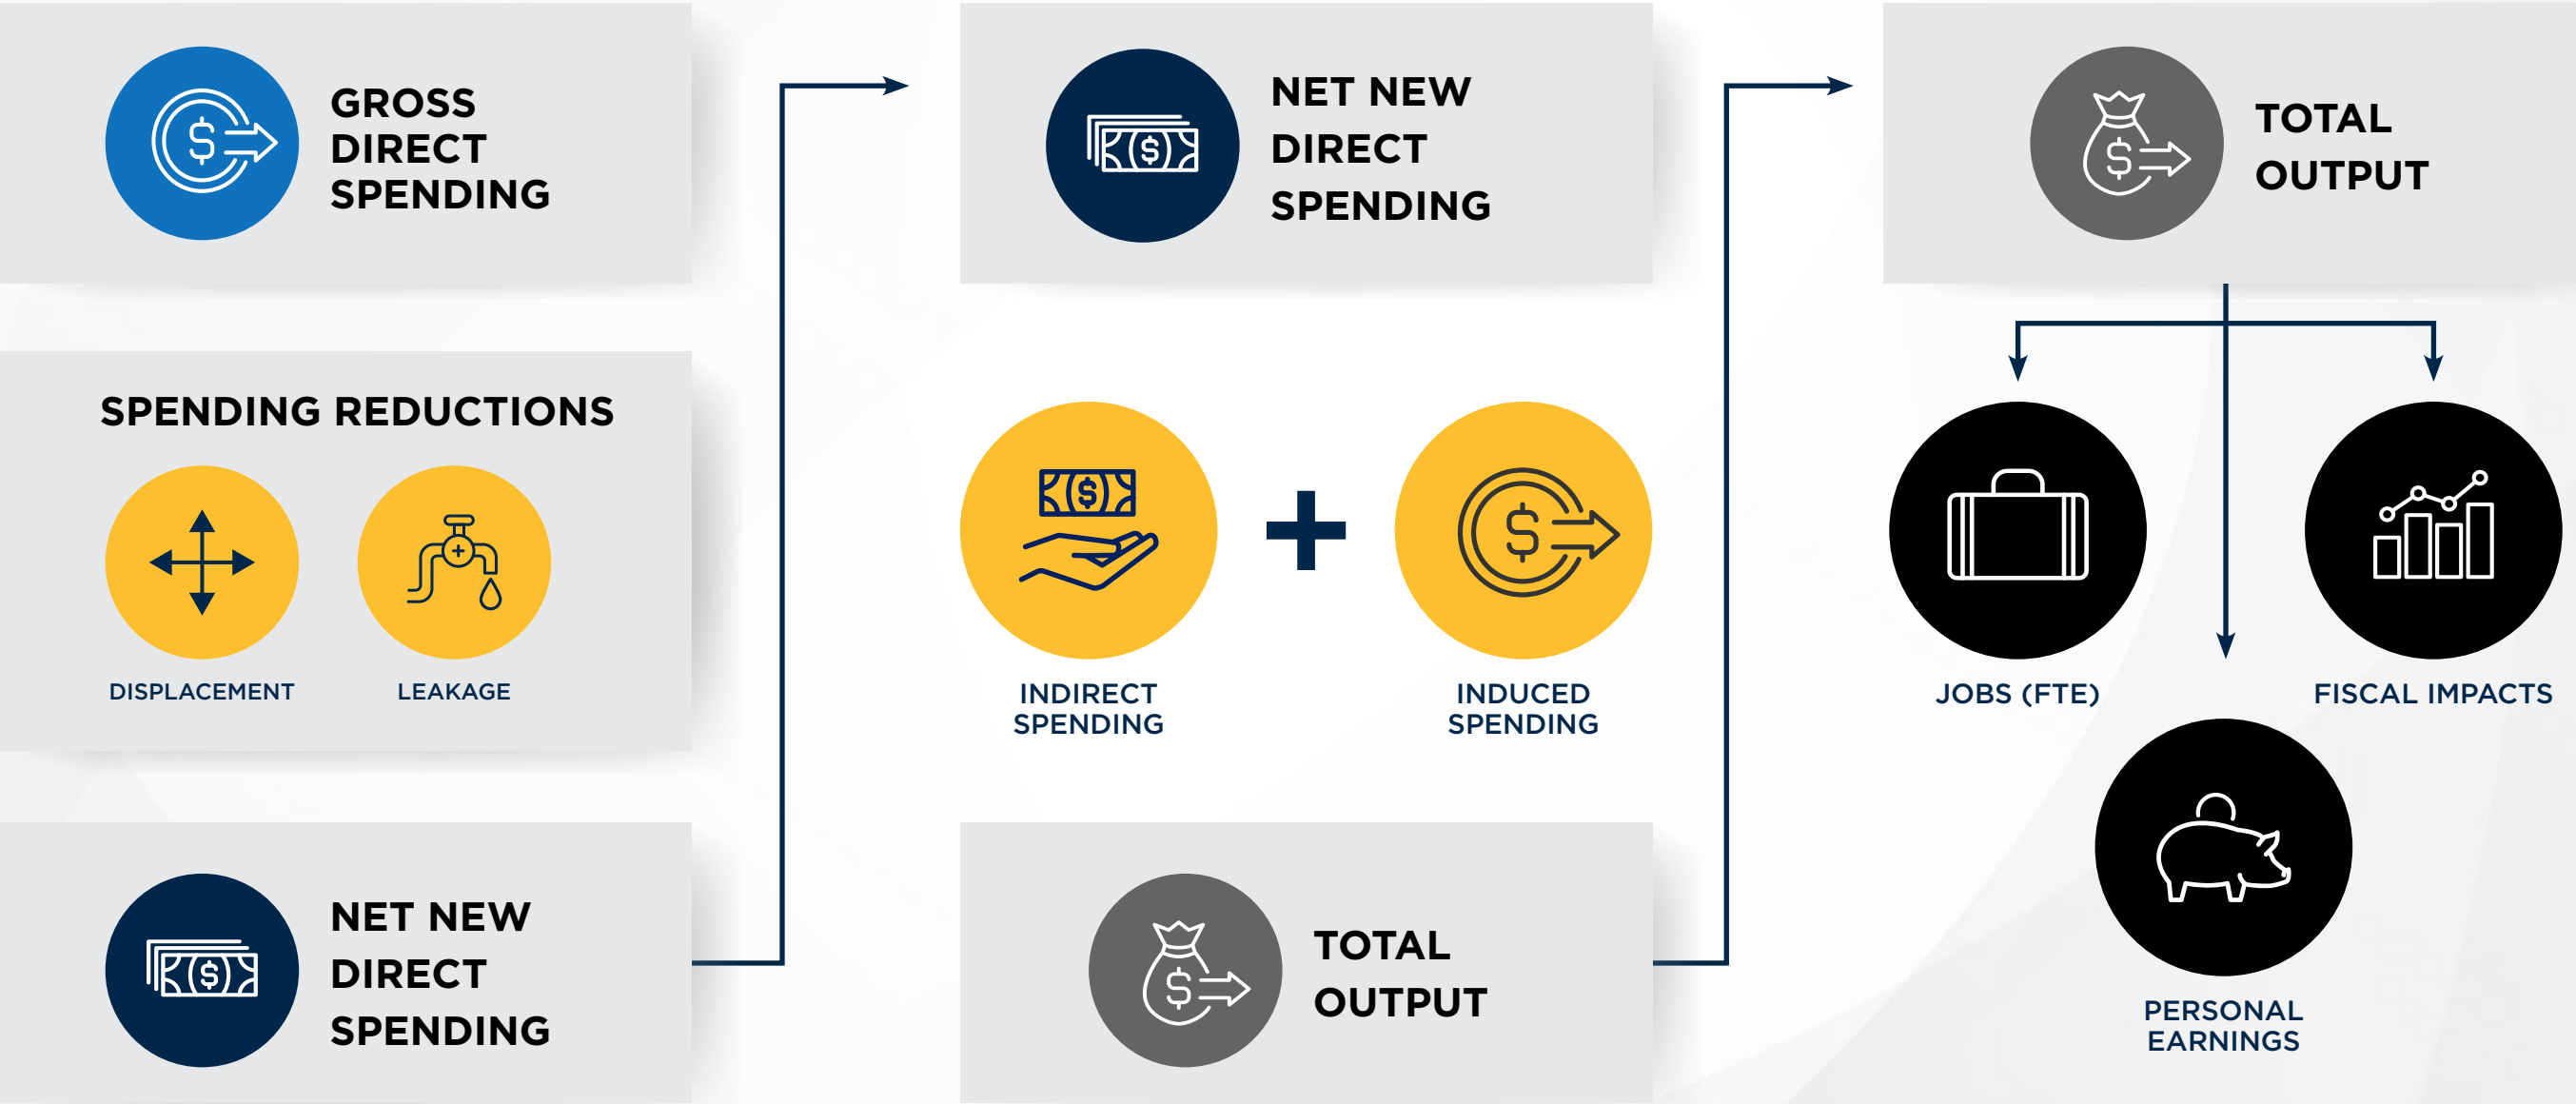 GROSS
DIRECT
SPENDING
SPENDING REDUCTIONS
DISPLACEMENT
LEAKAGE
NET NEW
DIRECT
SPENDING
NET NEW
DIRECT
SPENDING
INDIRECT
SPENDING
INDUCED
SPENDING
TOTAL
OUTPUT
TOTAL
OUTPUT
JOBS (FTE)
FISCAL IMPACTS
PERSONAL
EARNINGS